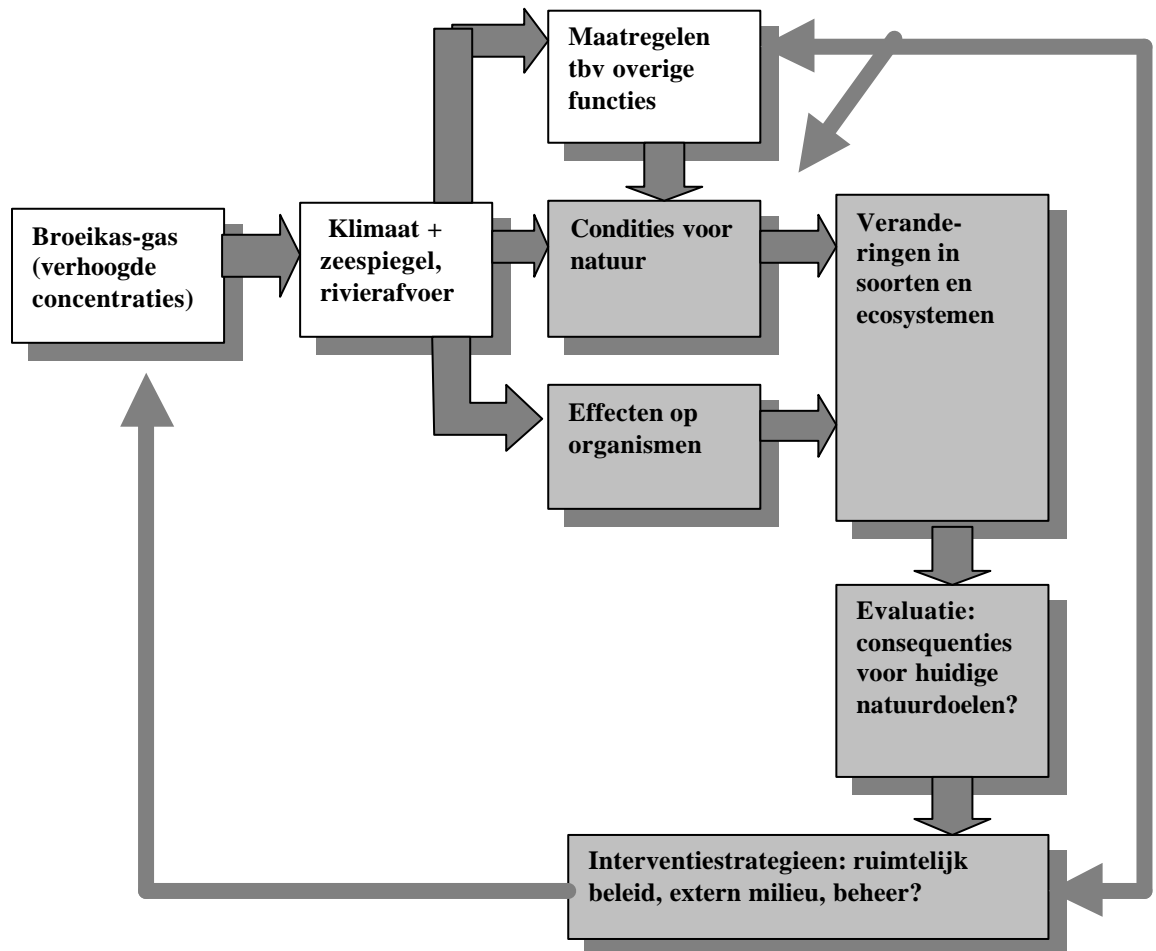 Maatregelen
tbv overige
functies
Broeikas-gas
(verhoogde
concentraties)
Klimaat +
zeespiegel,
rivierafvoer
Condities voor
natuur
Verande-
ringen in
soorten en
ecosystemen
Effecten op
organismen
Evaluatie:
consequenties
voor huidige
natuurdoelen?
Interventiestrategieen: ruimtelijk
beleid, extern milieu, beheer?